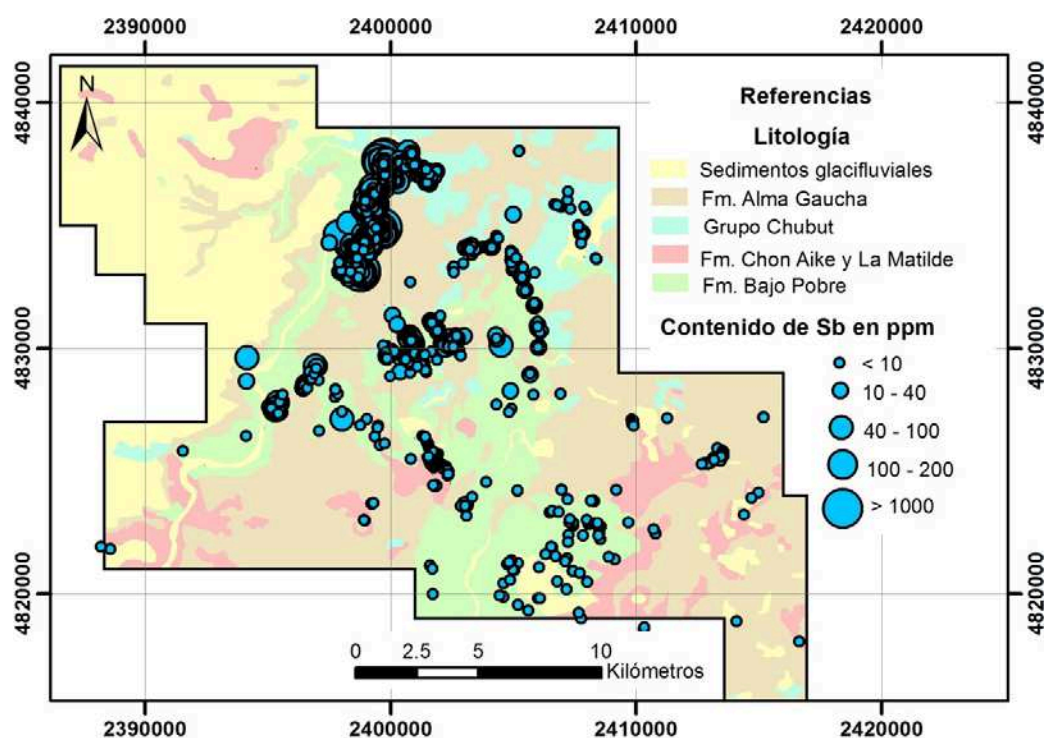 2390000 2400000 2410000 2420000
4840000 4840000
N
Referencias
Litología
Sedimentos glacifluviales
Fm. Alma Gaucha
Grupo Chubut
Fm. Chon Aike y La Matilde
Fm. Bajo Pobre
Contenido de Sb en ppm
< 10
10 - 40
40 - 100
100 - 200
> 1000
4830000 4830000
4820000 4820000
0 2.5 5 10
Kilómetros
2390000 2400000 2410000 2420000